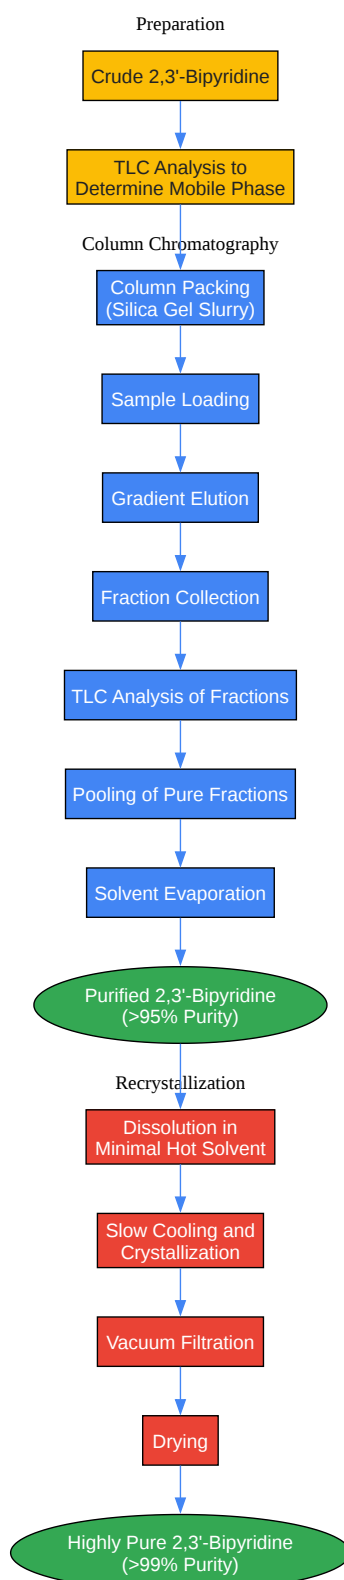 Preparation
Crude 2,3'-Bipyridine
TLC Analysis to
Determine Mobile Phase
Column Chromatography
Column Packing
(Silica Gel Slurry)
Sample Loading
Gradient Elution
Fraction Collection
TLC Analysis of Fractions
Pooling of Pure Fractions
Solvent Evaporation
Purified 2,3'-Bipyridine
(>95% Purity)
Recrystallization
Dissolution in
Minimal Hot Solvent
Slow Cooling and
Crystallization
Vacuum Filtration
Drying
Highly Pure 2,3'-Bipyridine
(>99% Purity)